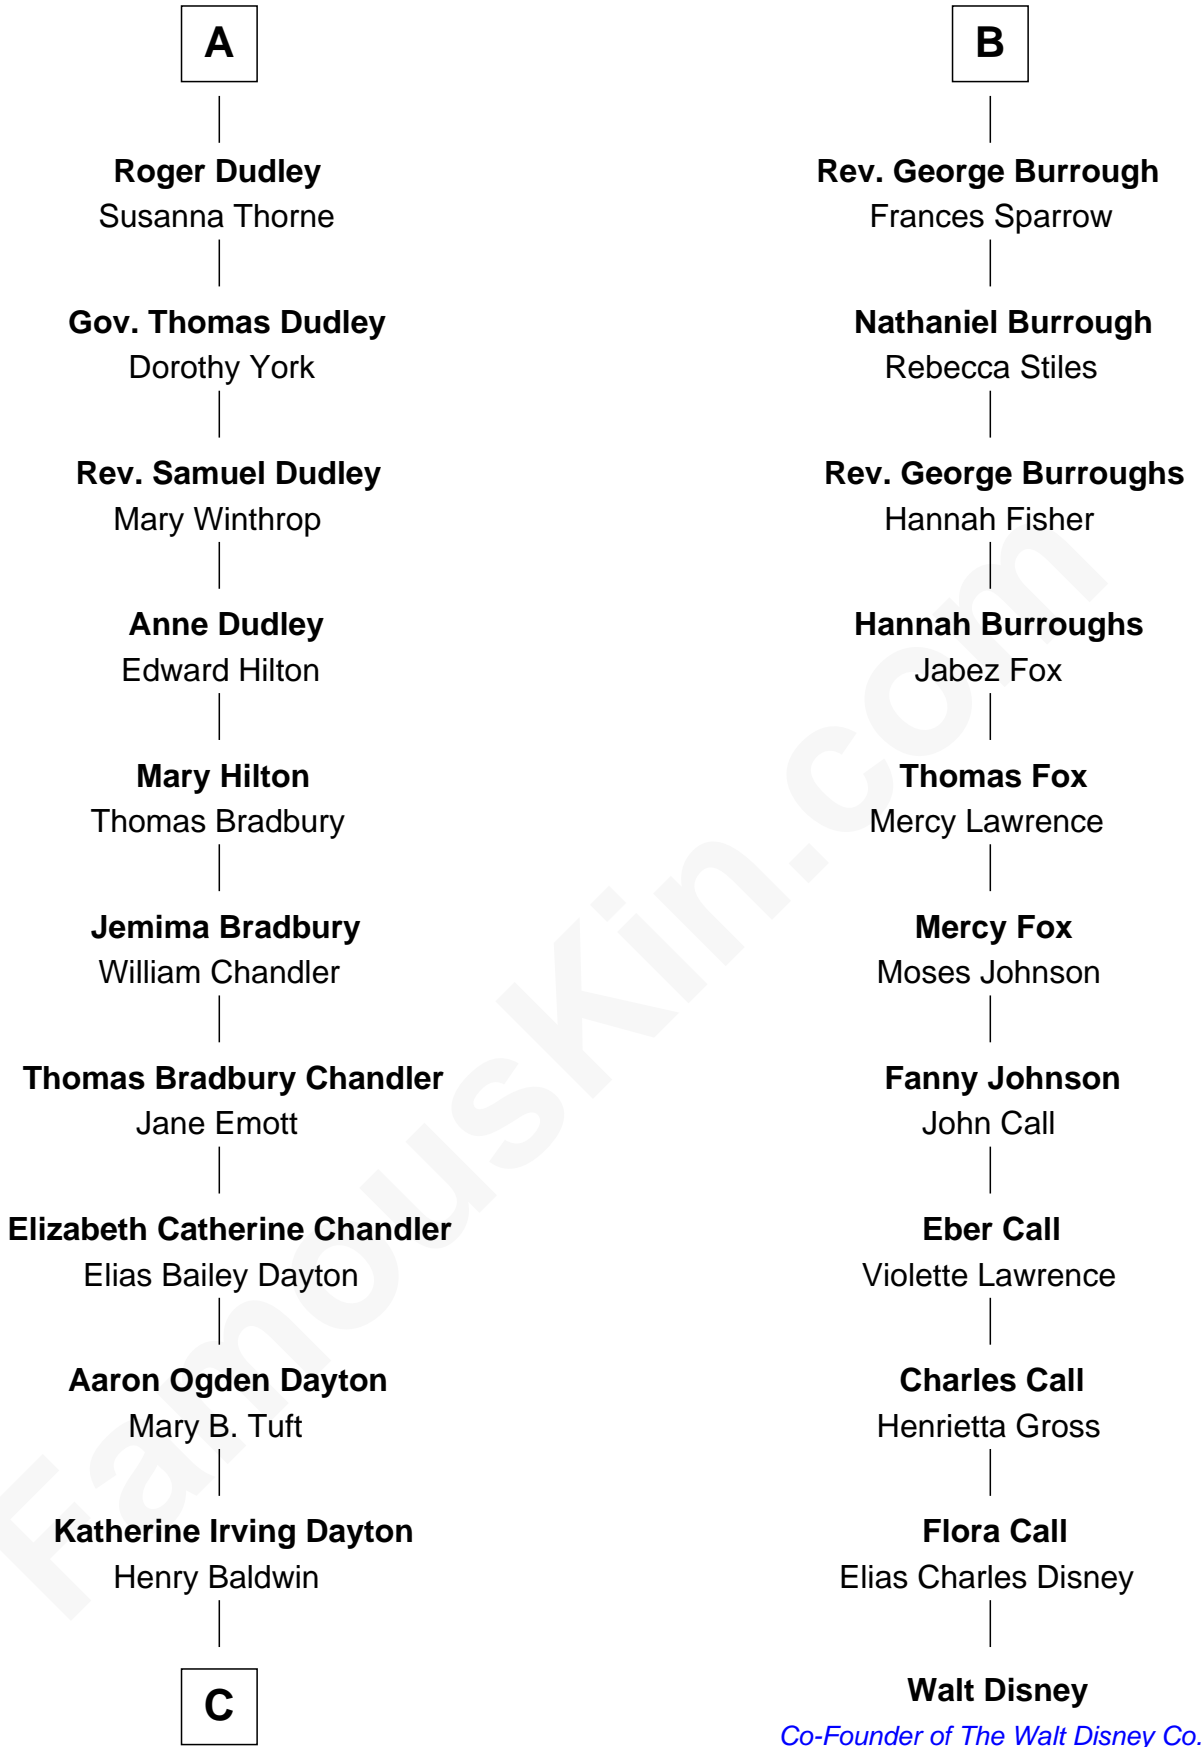 A
Roger Dudley
Susanna Thorne
Gov. Thomas Dudley
Dorothy York
Rev. Samuel Dudley
Mary Winthrop
Anne Dudley
Edward Hilton
Mary Hilton
Thomas Bradbury
Jemima Bradbury
William Chandler
Thomas Bradbury Chandler
Jane Emott
Elizabeth Catherine Chandler
Elias Bailey Dayton
Aaron Ogden Dayton
Mary B. Tuft
Katherine Irving Dayton
Henry Baldwin
C
B
Rev. George Burrough
Frances Sparrow
Nathaniel Burrough
Rebecca Stiles
Rev. George Burroughs
Hannah Fisher
Hannah Burroughs
Jabez Fox
Thomas Fox
Mercy Lawrence
Mercy Fox
Moses Johnson
Fanny Johnson
John Call
Eber Call
Violette Lawrence
Charles Call
Henrietta Gross
Flora Call
Elias Charles Disney
Walt Disney
Co-Founder of The Walt Disney Co.
FamousKin.com